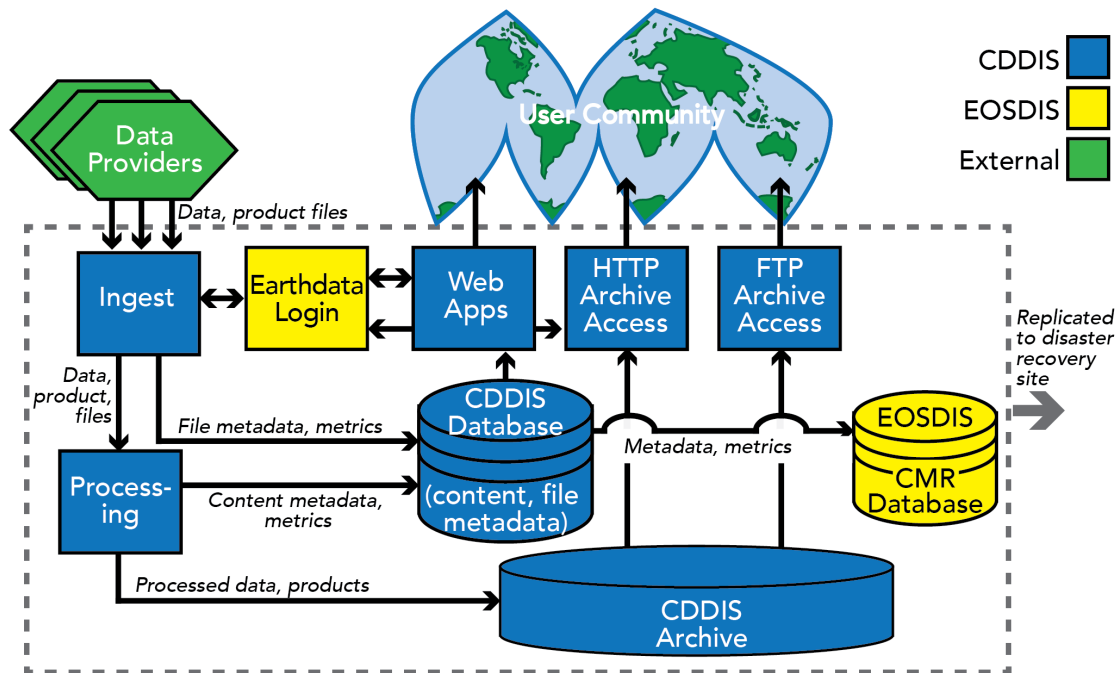 CDDIS
EOSDIS
External
User Community
Data
Providers
Data, product files
Ingest
Earthdata
Login
Web
Apps
HTTP
Archive
Access
FTP
Archive
Access
Replicated
to disaster
recovery
site
Data,
product,
files
File metadata, metrics
CDDIS
Database
(content, file
metadata)
Metadata, metrics
EOSDIS
CMR
Database
Process-
ing
Content metadata,
metrics
Processed data, products
CDDIS
Archive